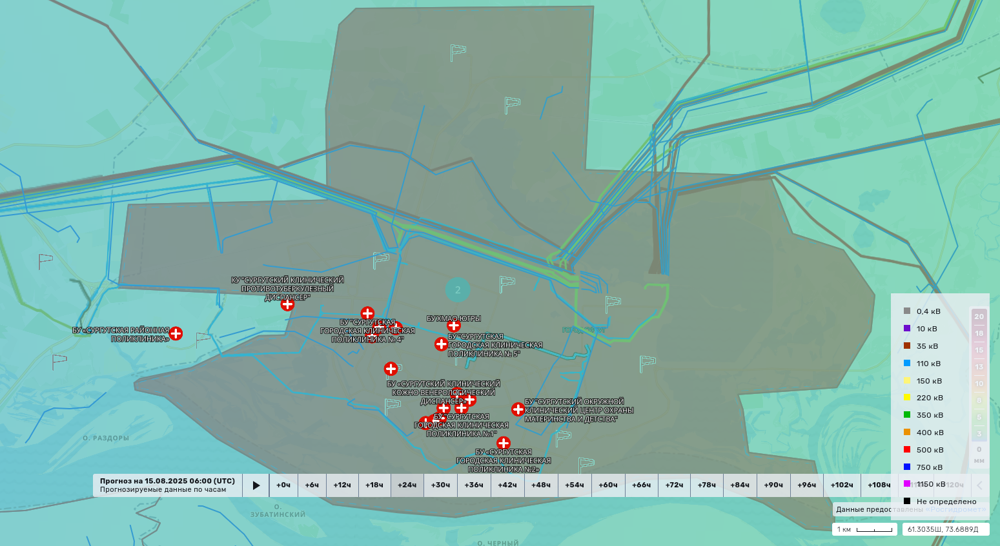 2
КУ "СУРГУТСКИЙ КЛИНИЧЕСКИЙ
ПРОТИВОТУБЕРКУЛЕЗНЫЙ
ДИСПАНСЕР"
БУ «СУРГУТСКАЯ РАЙОННАЯ
ПОЛИКЛИНИКА»
БУ "СУРГУТСКАЯ
ГОРОДСКАЯ КЛИНИЧЕСКАЯ
ПОЛИКЛИНИКА № 4"
БУ ХМАО-ЮГРЫ
БУ "СУРГУТСКАЯ
ГОРОДСКАЯ КЛИНИЧЕСКАЯ
ПОЛИКЛИНИКА № 5"
БУ «СУРГУТСКИЙ КЛИНИЧЕСКИЙ
КОЖНО-ВЕНЕРОЛОГИЧЕСКИЙ
ДИСПАНСЕР»
БУ "СУРГУТСКАЯ
ГОРОДСКАЯ КЛИНИЧЕСКАЯ
ПОЛИКЛИНИКА №1"
БУ "СУРГУТСКИЙ ОКРУЖНОЙ
КЛИНИЧЕСКИЙ ЦЕНТР ОХРАНЫ
МАТЕРИНСТВА И ДЕТСТВА"
БУ «СУРГУТСКАЯ
ГОРОДСКАЯ КЛИНИЧЕСКАЯ
ПОЛИКЛИНИКА №2»
О. РАЗДОРЫ
О.
ЗУБАТИНСКИЙ
О. ЧЕРНЫЙ
Прогноз на 15.08.2025 06:00 (UTC)
Прогнозируемые данные по часам
+0ч
+6ч
+12ч
+18ч
+24ч
+30ч
+36ч
+42ч
+48ч
+54ч
+60ч
+66ч
+72ч
+78ч
+84ч
+90ч
+96ч
+102ч
+108ч
0,4 кВ
10 кВ
35 кВ
110 кВ
150 кВ
220 кВ
350 кВ
400 кВ
500 кВ
750 кВ
1150 кВ
Не определено
20
18
15
13
10
8
5
3
0
мм
Данные предоставлены «Росгидромет»
1 км
61.3035Ш, 73.6889Д